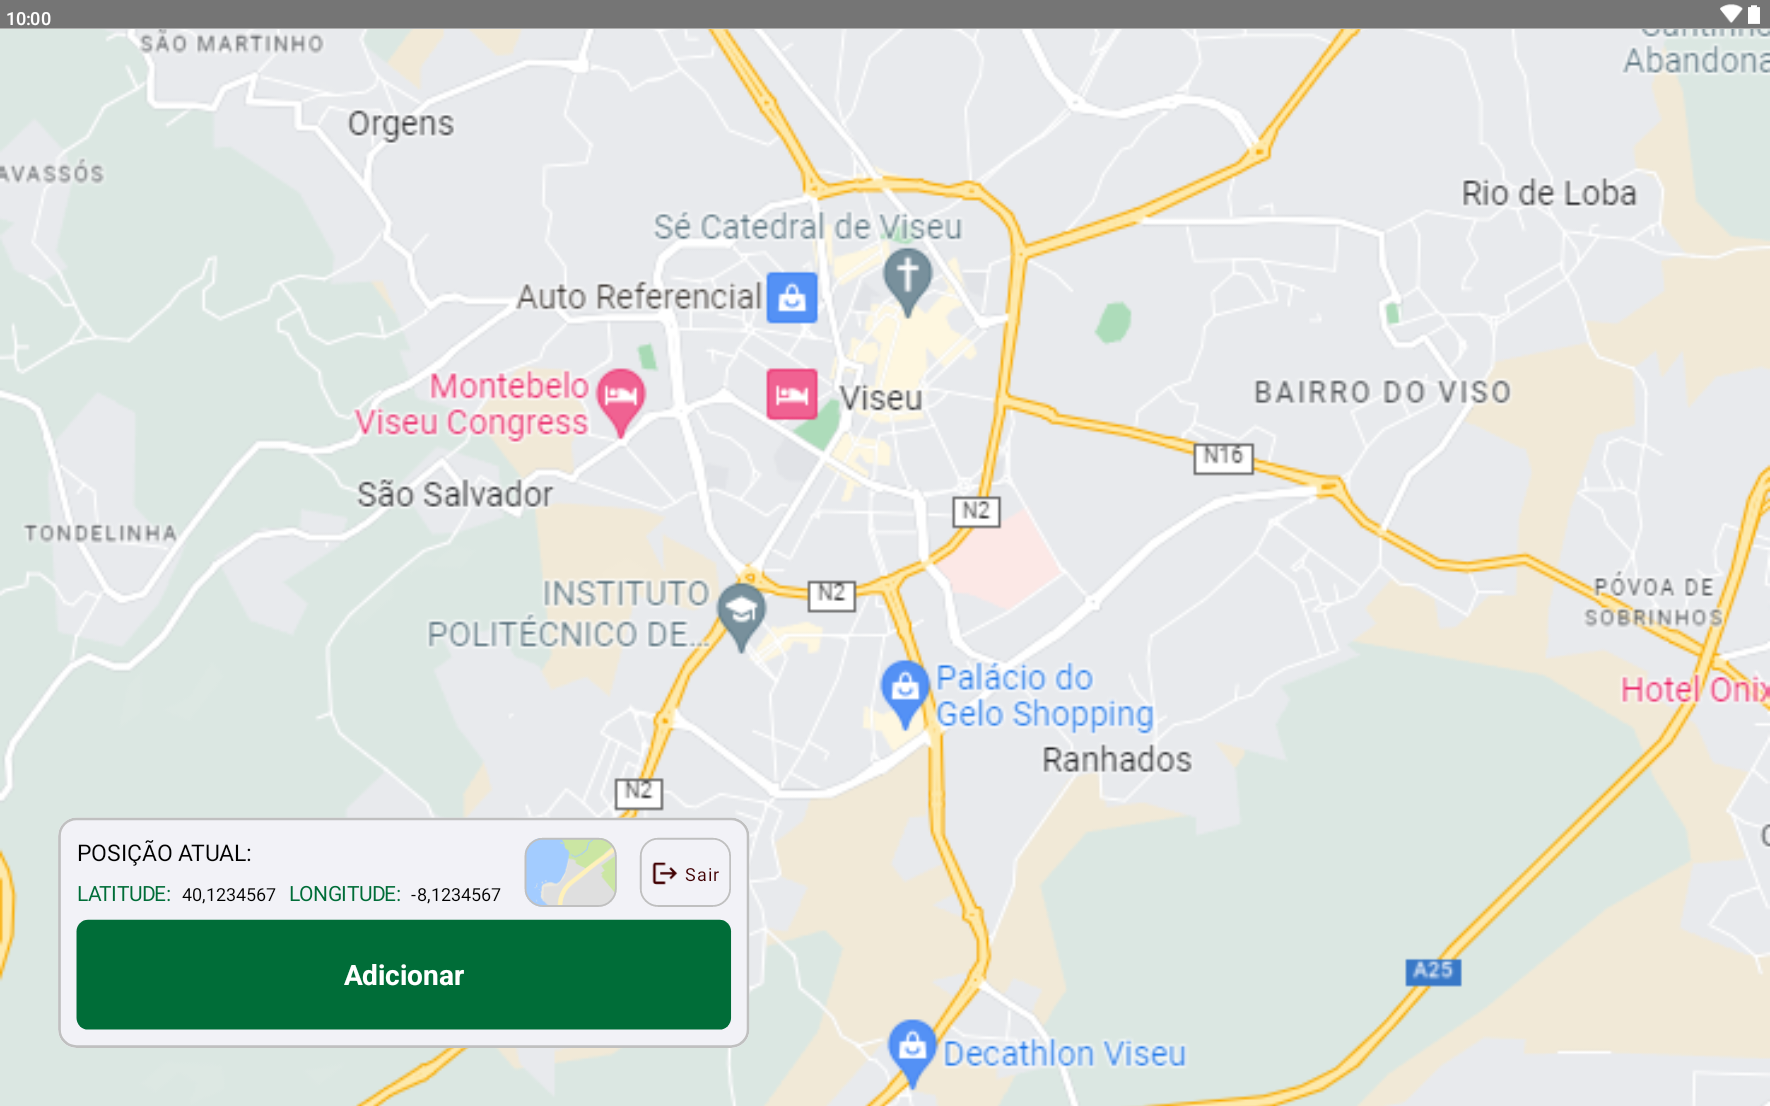 10:00
SÃO MARTINHO
Abandona
Orgens
AVASSÓS
Rio de Loba
Sé Catedral de Viseu
Auto Referencial
Montebelo
Viseu Congress
Viseu
BAIRRO DO VISO
N16
São Salvador
N2
TONDELINHA
INSTITUTO
POLITÉCNICO DE...
N2
PÓVOA DE
SOBRINHOS
Palácio do
Gelo Shopping
Hotel Onix
Ranhados
N2
POSIÇÃO ATUAL:
LATITUDE: 40,1234567 LONGITUDE: -8,1234567
Sair
Adicionar
A25
Decathlon Viseu